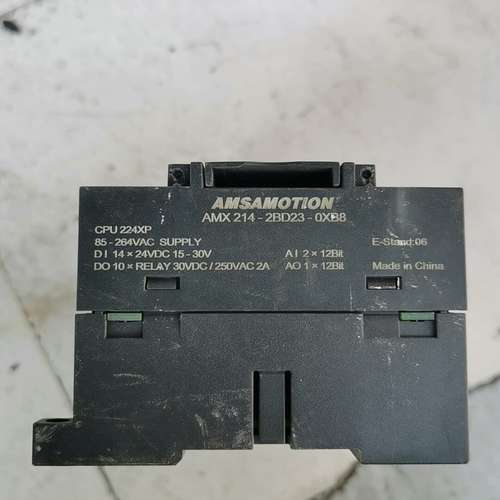 AMSAMOTION
AMX 214-2BD23-0XB8
CPU 224XP
85-264VAC SUPPLY
DI 14×24VDC 15-30V AI 2×12Bit
DO 10×RELAY 30VDC/250VAC 2A AO 1×12Bit
E-Stand:06
Made in China